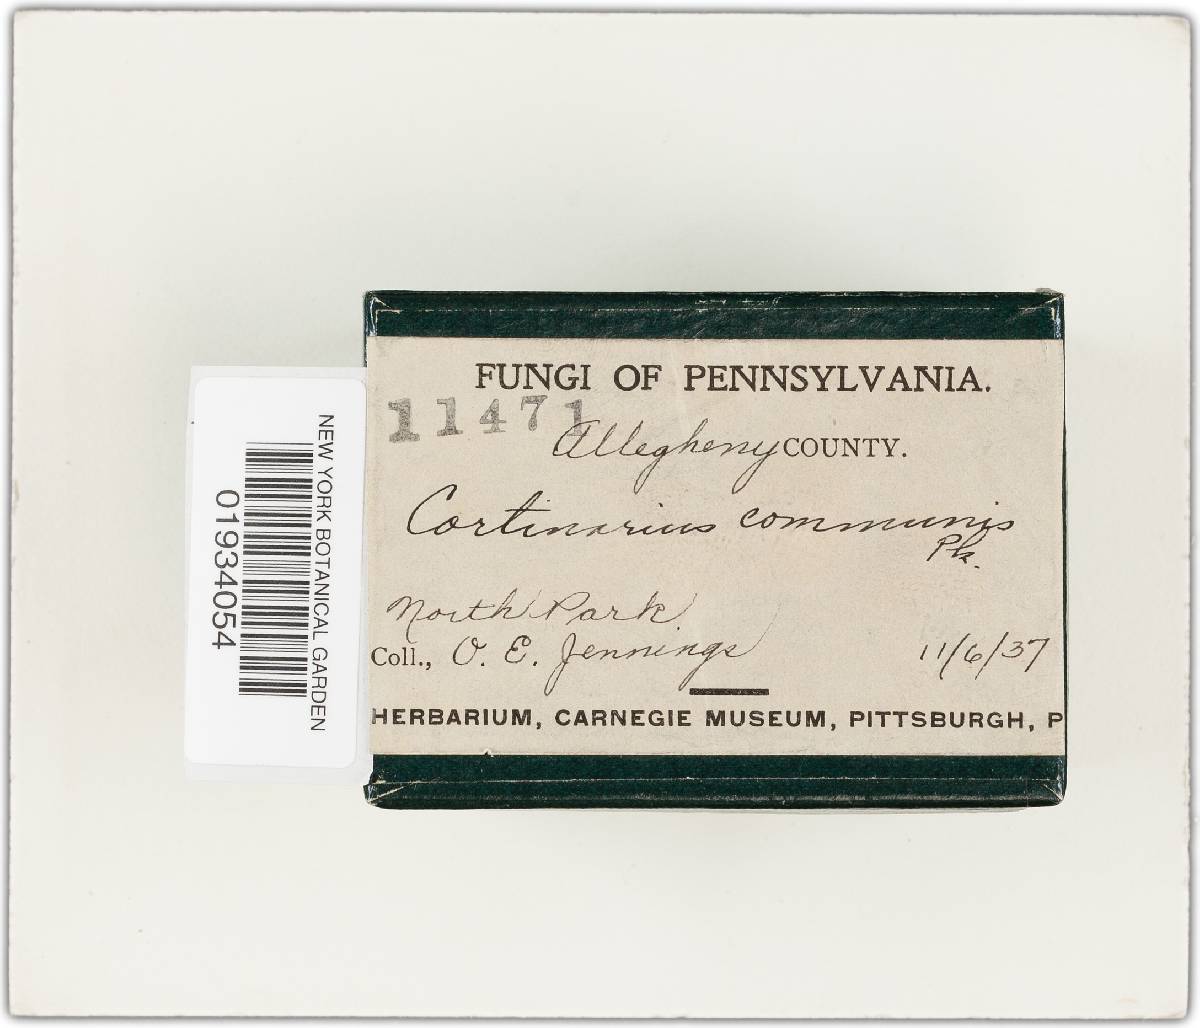 FUNGI OF PENNSYLVANIA.
11471
Allegheny COUNTY.
Cortinarius communis
Pk.
North Park
Coll., O. E. Jennings 11/6/37
HERBARIUM, CARNEGIE MUSEUM, PITTSBURGH, P
NEW YORK BOTANICAL GARDEN
01934054